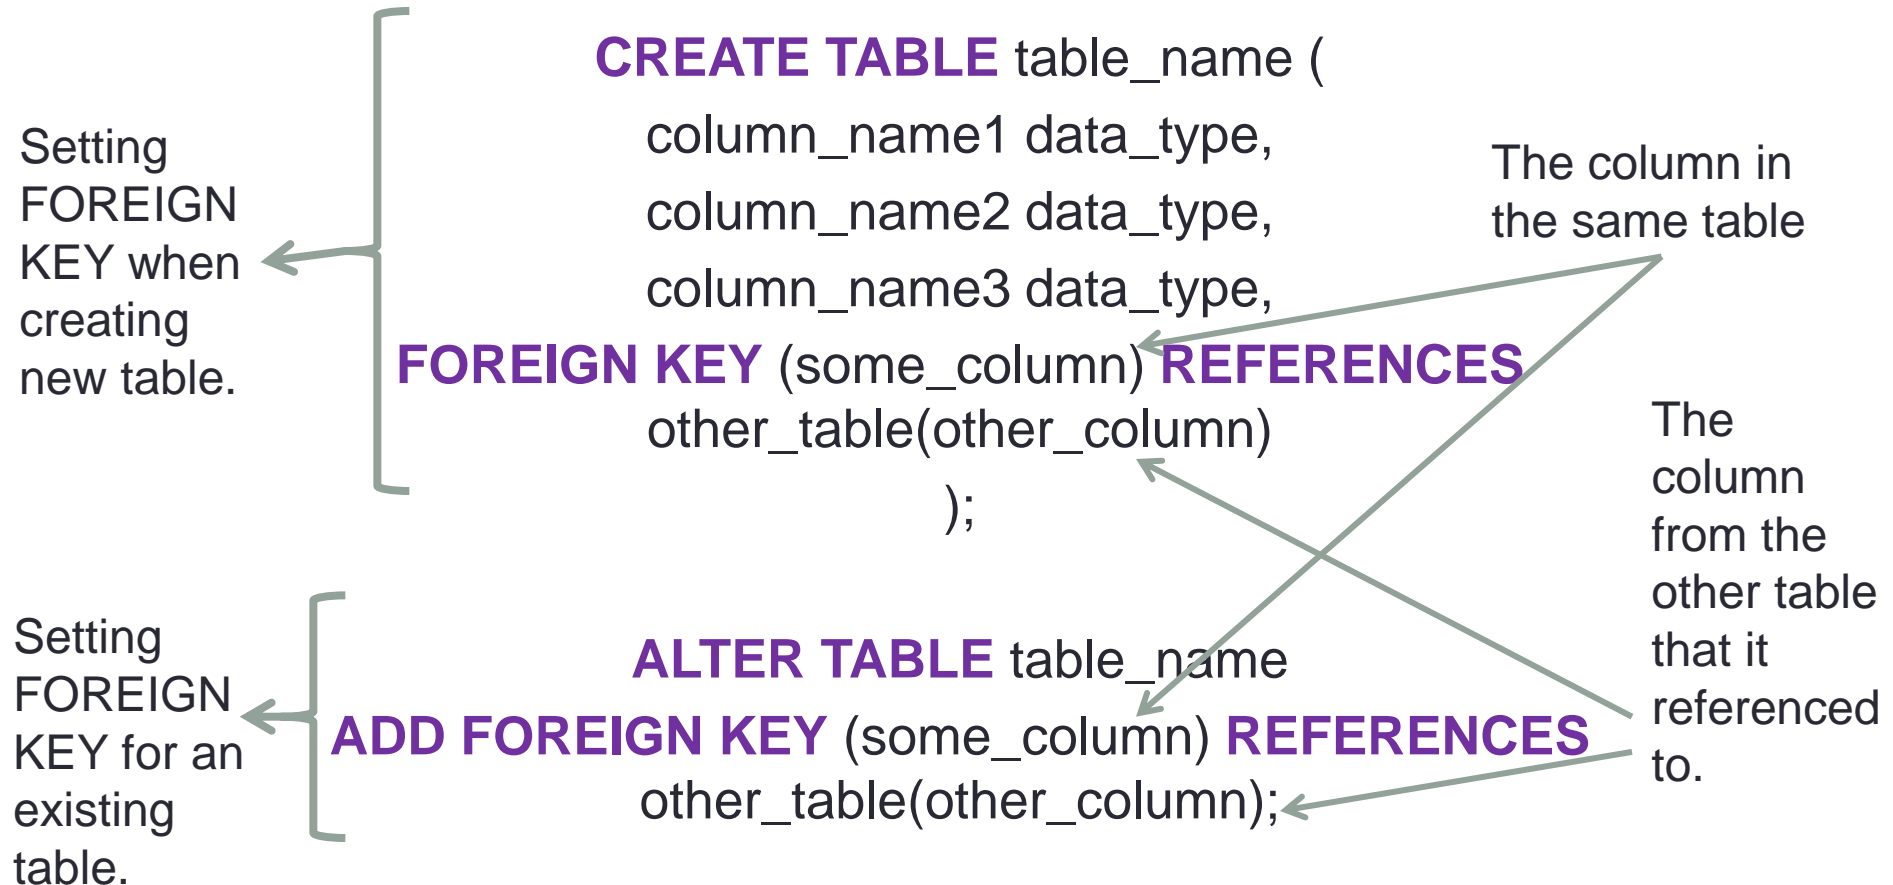 CREATE TABLE table_name (
column_name1 data_type,
column_name2 data_type,
column_name3 data_type,
FOREIGN KEY (some_column) REFERENCES
other_table(other_column)
);
Setting
FOREIGN
KEY when
creating
new table.
The column in
the same table
The
column
from the
other table
that it
referenced
to.
Setting
FOREIGN
KEY for an
existing
table.
ALTER TABLE table_name
ADD FOREIGN KEY (some_column) REFERENCES
other_table(other_column);